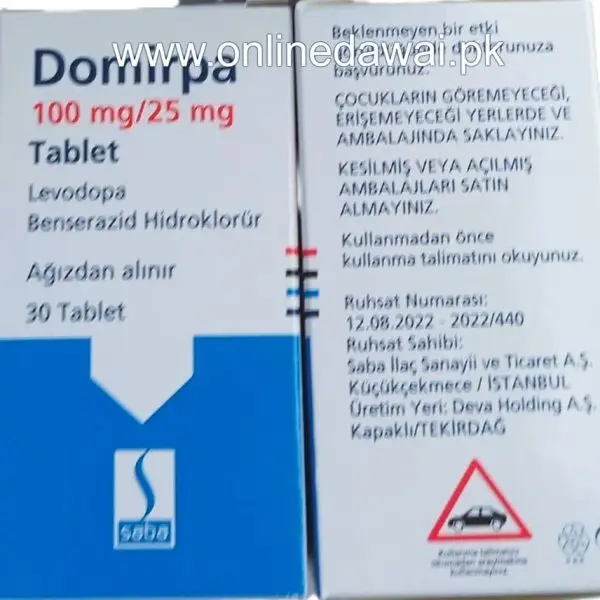 www.onlinedawai.pk
Domirpa
100 mg/25 mg
Tablet
Levodopa
Benserazid Hidroklorür
Ağızdan alınır
30 Tablet
saba
Beklenmeyen bir etki
başvurunuz.
ÇOCUKLARIN GÖREMEYECEĞİ,
ERİŞEMEYECEĞİ YERLERDE VE
AMBALAJINDA SAKLAYINIZ.
KESİLMİŞ VEYA AÇILMIŞ
AMBALAJLARI SATIN
ALMAYINIZ.
Kullanmadan önce
kullanma talimatını okuyunuz.
Ruhsat Numarası:
12.08.2022 - 2022/440
Ruhsat Sahibi:
Saba İlaç Sanayii ve Ticaret A.Ş.
Küçükçekmece / İSTANBUL
Üretim Yeri: Deva Holding A.Ş.
Kapaklı/TEKİRDAĞ
Kullanma talimatını
kullanmayınız